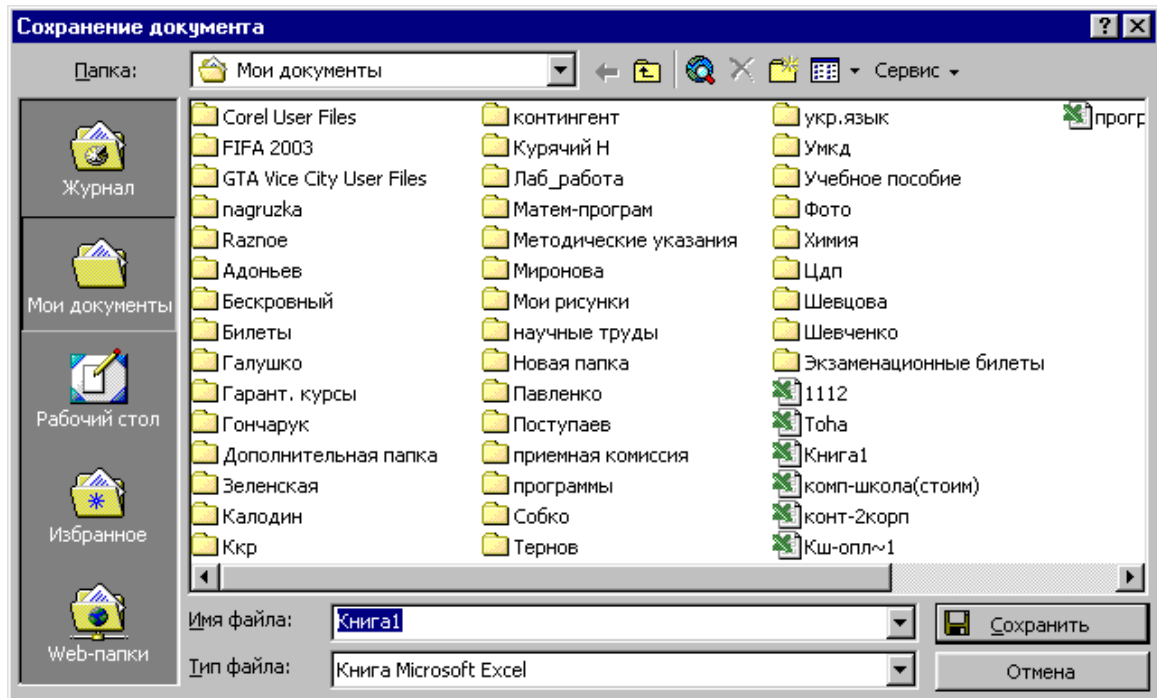 Сохранение документа
Папка:
Мои документы
Сервис
Журнал
Мои документы
Рабочий стол
Избранное
Web-папки
Corel User Files
FIFA 2003
GTA Vice City User Files
nagruzka
Raznoe
Адоньев
Бескровный
Билеты
Галушко
Гарант. курсы
Гончарук
Дополнительная папка
Зеленская
Калодин
Ккр
контингент
Курячий Н
Лаб_работа
Матем-програм
Методические указания
Миронова
Мои рисунки
научные труды
Новая папка
Павленко
Поступаев
приемная комиссия
программы
Собко
Тернов
укр.язык
Умкд
Учебное пособие
Фото
Химия
Цдп
Шевцова
Шевченко
Экзаменационные билеты
1112
Toha
Книга1
комп-школа(стоим)
конт-2корп
Кш-опл~1
Имя файла:
Книга1
Сохранить
Тип файла:
Книга Microsoft Excel
Отмена